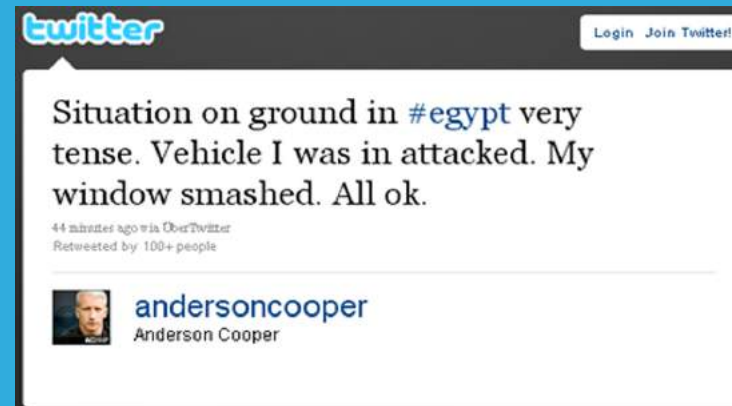 twitter
Login Join Twitter!
Situation on ground in #egypt very
tense. Vehicle I was in attacked. My
window smashed. All ok.
44 minutes ago via ÜberTwitter
Retweeted by 100+ people
andersoncooper
Anderson Cooper